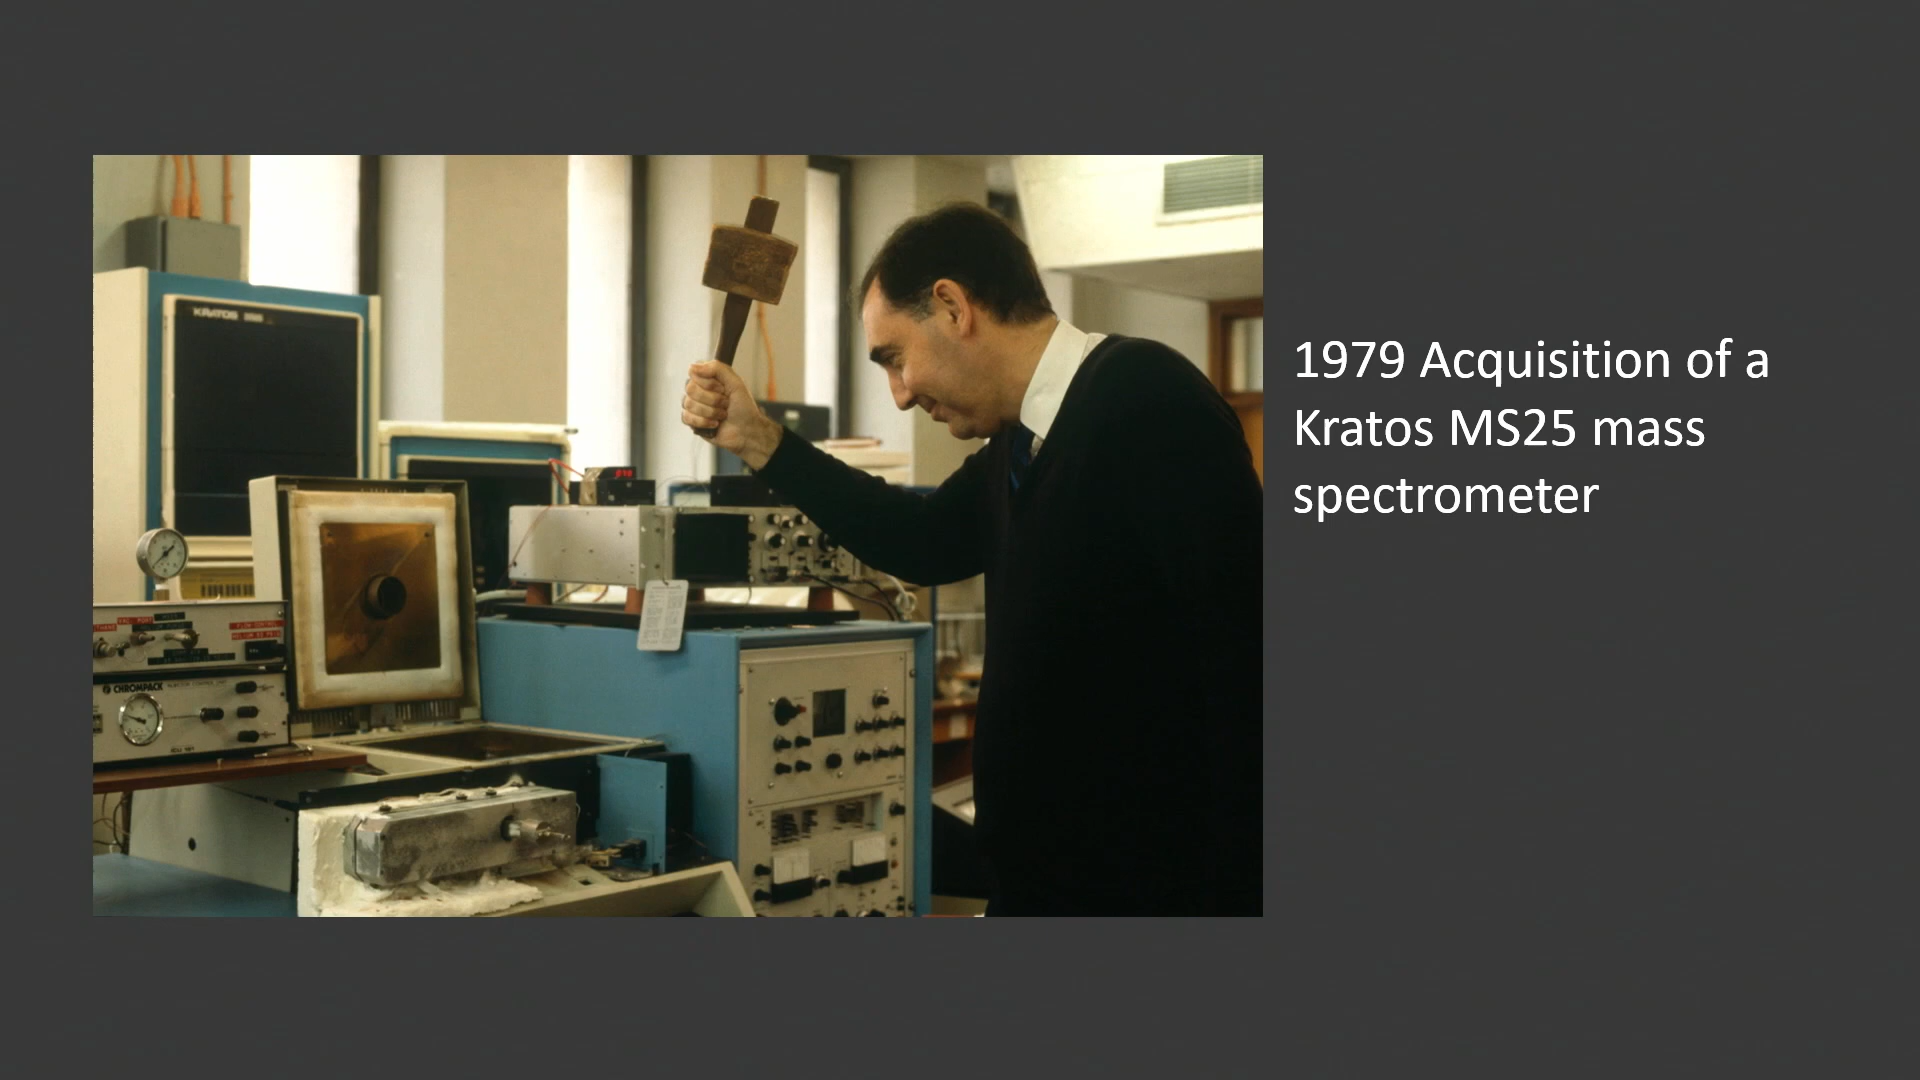 KRATOS
CHROMPACK
1979 Acquisition of a
Kratos MS25 mass
spectrometer